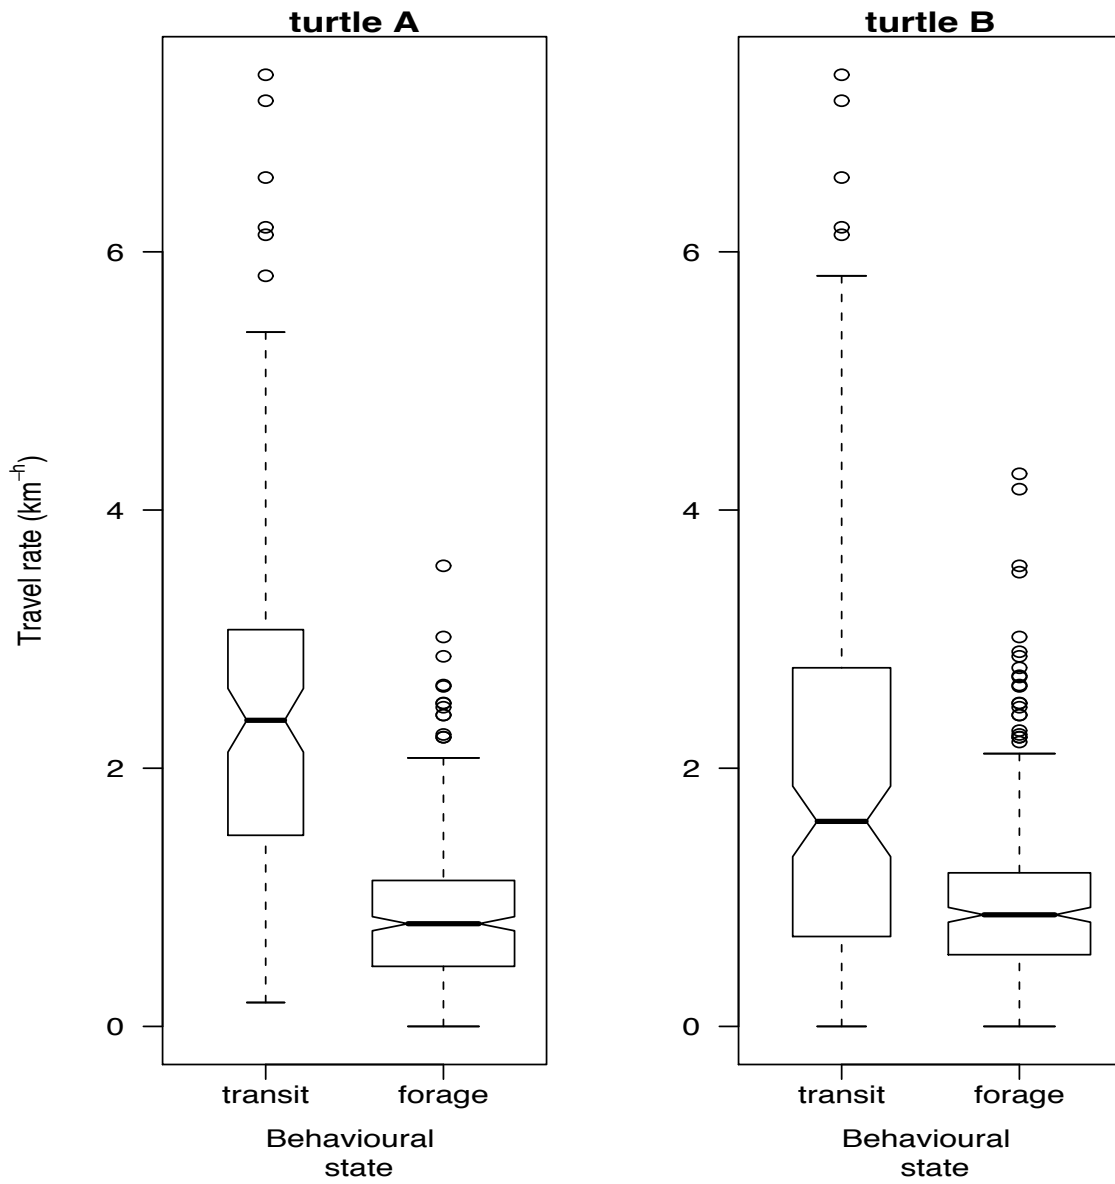 turtle A
turtle B
6
4
2
0
6
4
2
0
Travel rate (km⁻ʰ)
transit
forage
transit
forage
Behavioural
state
Behavioural
state